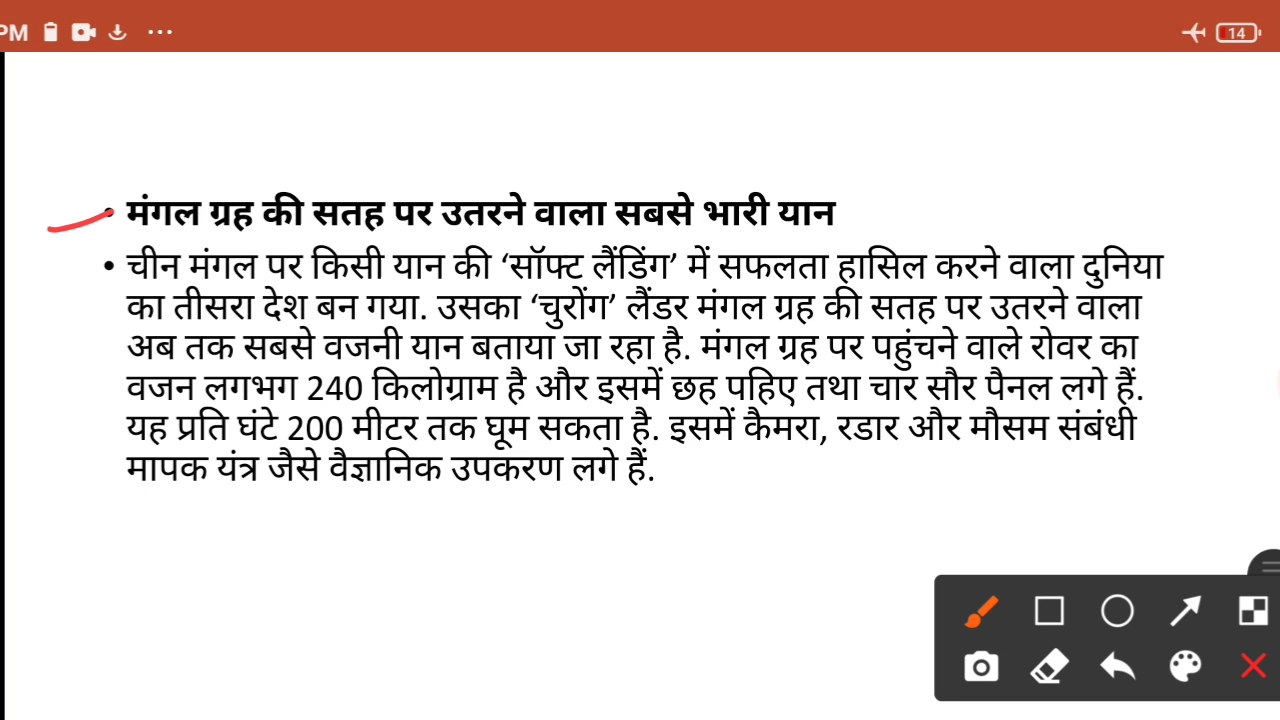 PM
14
• मंगल ग्रह की सतह पर उतरने वाला सबसे भारी यान
• चीन मंगल पर किसी यान की ‘सॉफ्ट लैंडिंग’ में सफलता हासिल करने वाला दुनिया
का तीसरा देश बन गया. उसका ‘चुरोंग’ लैंडर मंगल ग्रह की सतह पर उतरने वाला
अब तक सबसे वजनी यान बताया जा रहा है. मंगल ग्रह पर पहुंचने वाले रोवर का
वजन लगभग 240 किलोग्राम है और इसमें छह पहिए तथा चार सौर पैनल लगे हैं.
यह प्रति घंटे 200 मीटर तक घूम सकता है. इसमें कैमरा, रडार और मौसम संबंधी
मापक यंत्र जैसे वैज्ञानिक उपकरण लगे हैं.